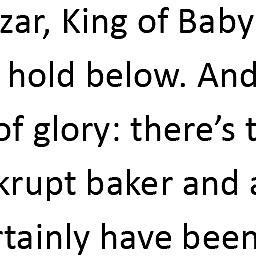 zar, King of Baby
hold below. And
of glory: there’s t
krupt baker and a
rtainly have been